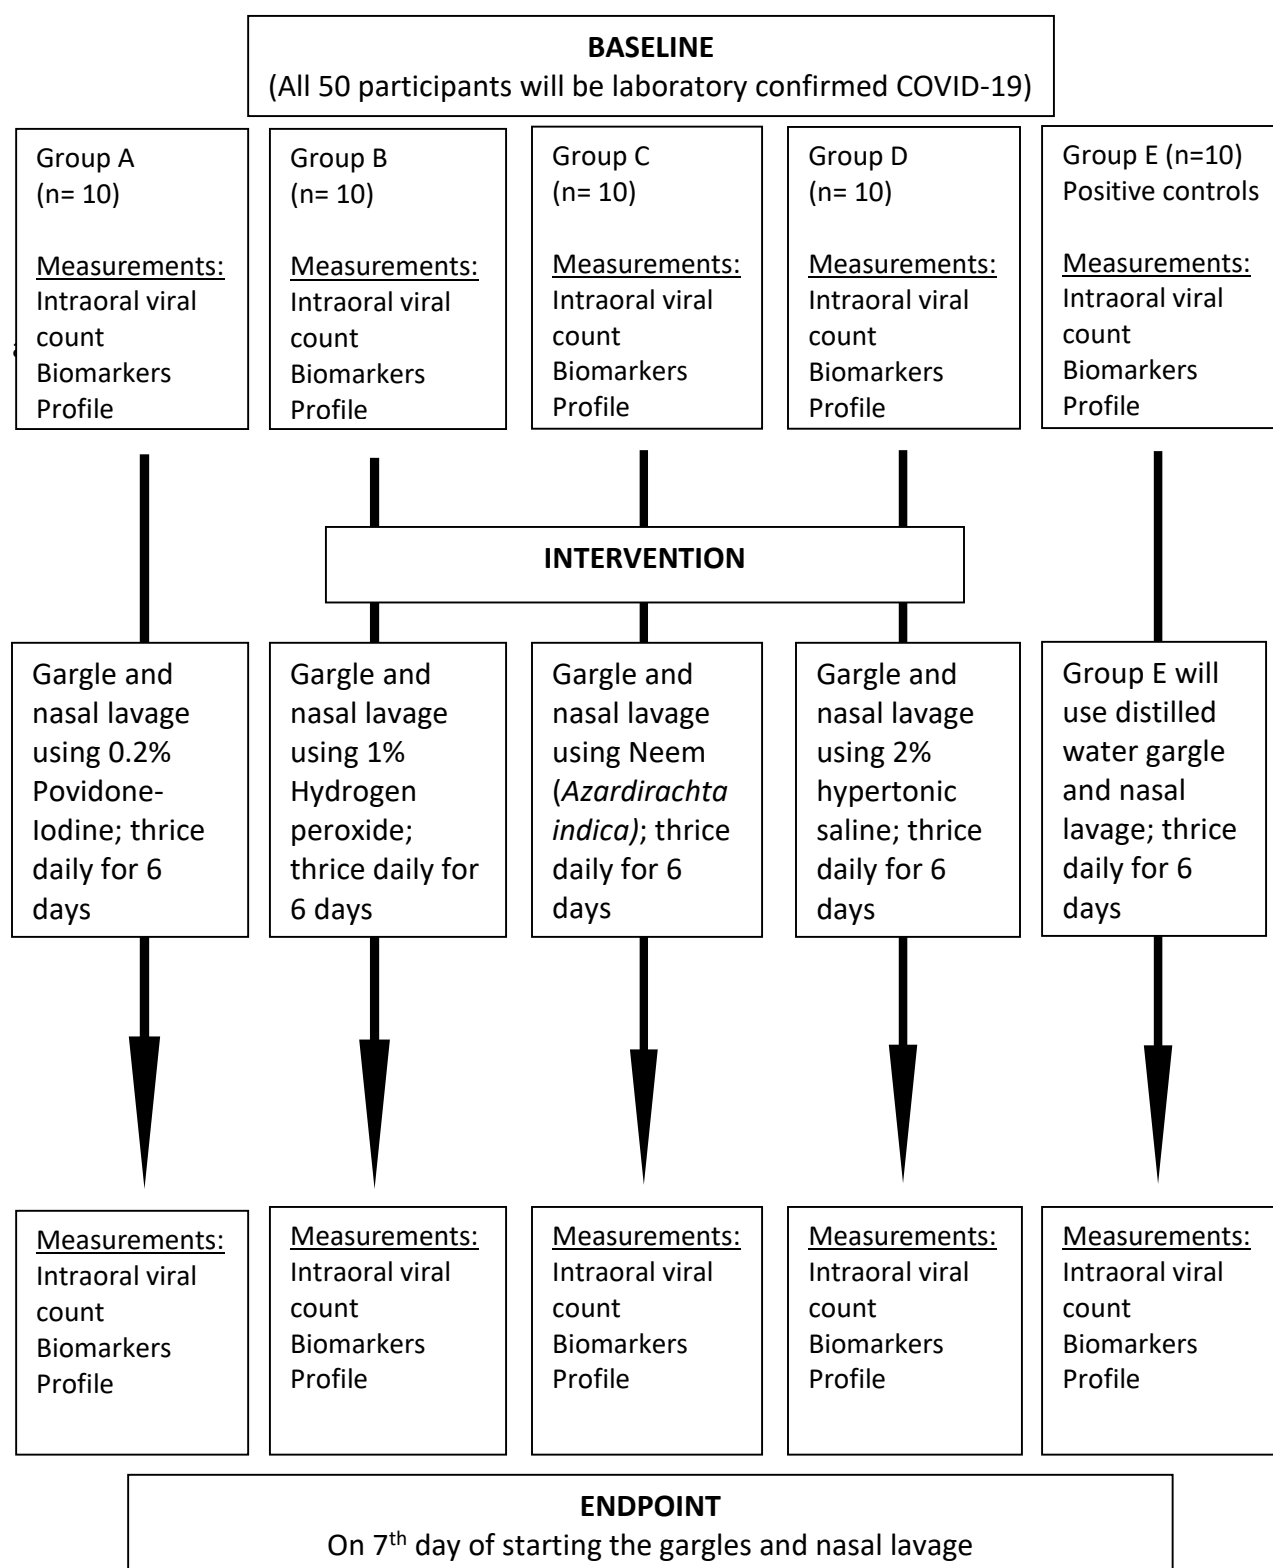 BASELINE
(All 50 participants will be laboratory confirmed COVID-19)
Group A
(n= 10)
Measurements:
Intraoral viral
count
Biomarkers
Profile
Group B
(n= 10)
Measurements:
Intraoral viral
count
Biomarkers
Profile
Group C
(n= 10)
Measurements:
Intraoral viral
count
Biomarkers
Profile
Group D
(n= 10)
Measurements:
Intraoral viral
count
Biomarkers
Profile
Group E (n=10)
Positive controls
Measurements:
Intraoral viral
count
Biomarkers
Profile
INTERVENTION
Gargle and
nasal lavage
using 0.2%
Povidone-
Iodine; thrice
daily for 6
days
Gargle and
nasal lavage
using 1%
Hydrogen
peroxide;
thrice daily for
6 days
Gargle and
nasal lavage
using Neem
(Azardirachta
indica); thrice
daily for 6
days
Gargle and
nasal lavage
using 2%
hypertonic
saline; thrice
daily for 6
days
Group E will
use distilled
water gargle
and nasal
lavage; thrice
daily for 6
days
Measurements:
Intraoral viral
count
Biomarkers
Profile
Measurements:
Intraoral viral
count
Biomarkers
Profile
Measurements:
Intraoral viral
count
Biomarkers
Profile
Measurements:
Intraoral viral
count
Biomarkers
Profile
Measurements:
Intraoral viral
count
Biomarkers
Profile
ENDPOINT
On 7th day of starting the gargles and nasal lavage